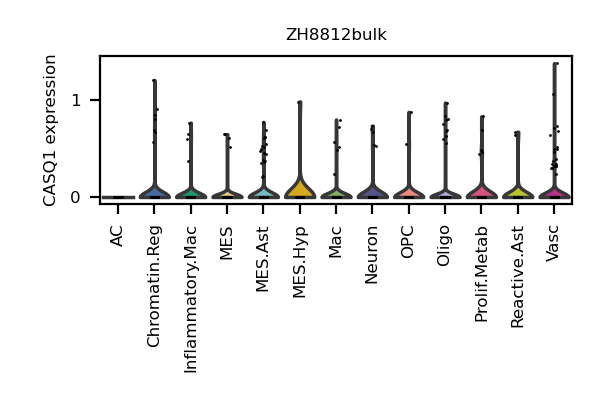 ZH8812bulk
CASQ1 expression
1
0
AC
Chromatin.Reg
Inflammatory.Mac
MES
MES.Ast
MES.Hyp
Mac
Neuron
OPC
Oligo
Prolif.Metab
Reactive.Ast
Vasc